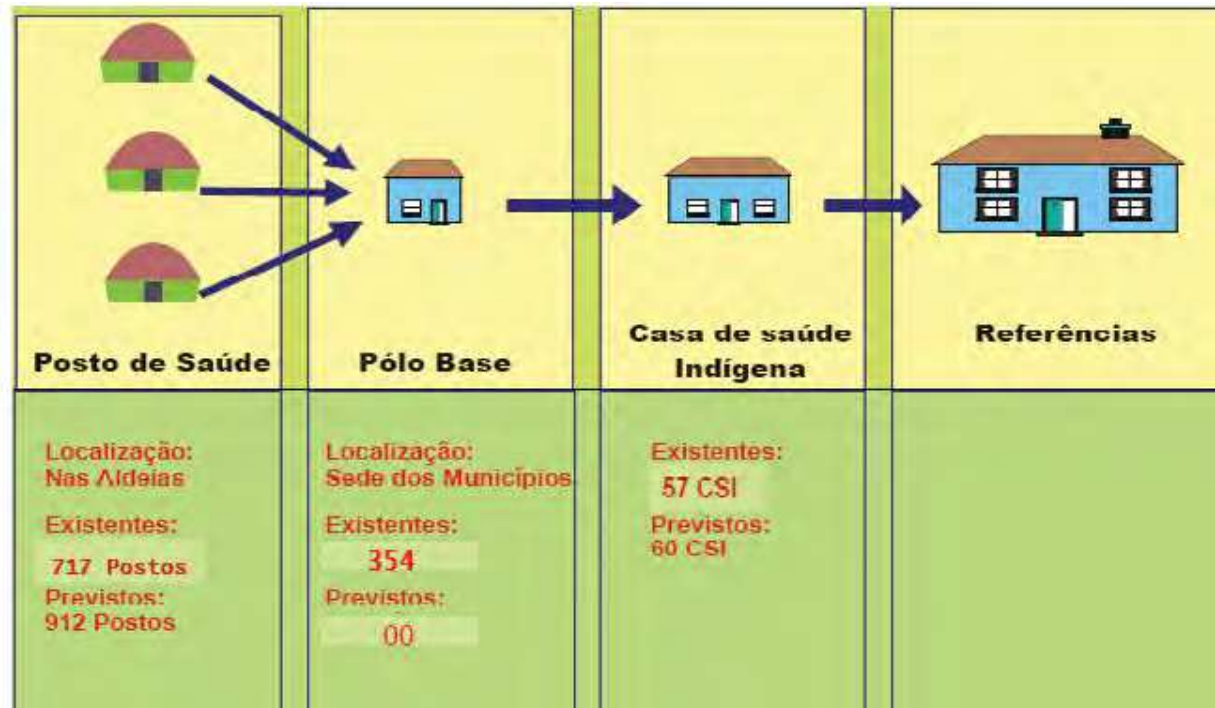 Posto de Saúde
Localização:
Nas Aldeias
Existentes:
717 Postos
Previstos:
912 Postos
Pólo Base
Localização:
Sede dos Municípios
Existentes:
354
Previstos:
00
Casa de saúde
Indígena
Existentes:
57 CSI
Previstos:
60 CSI
Referências